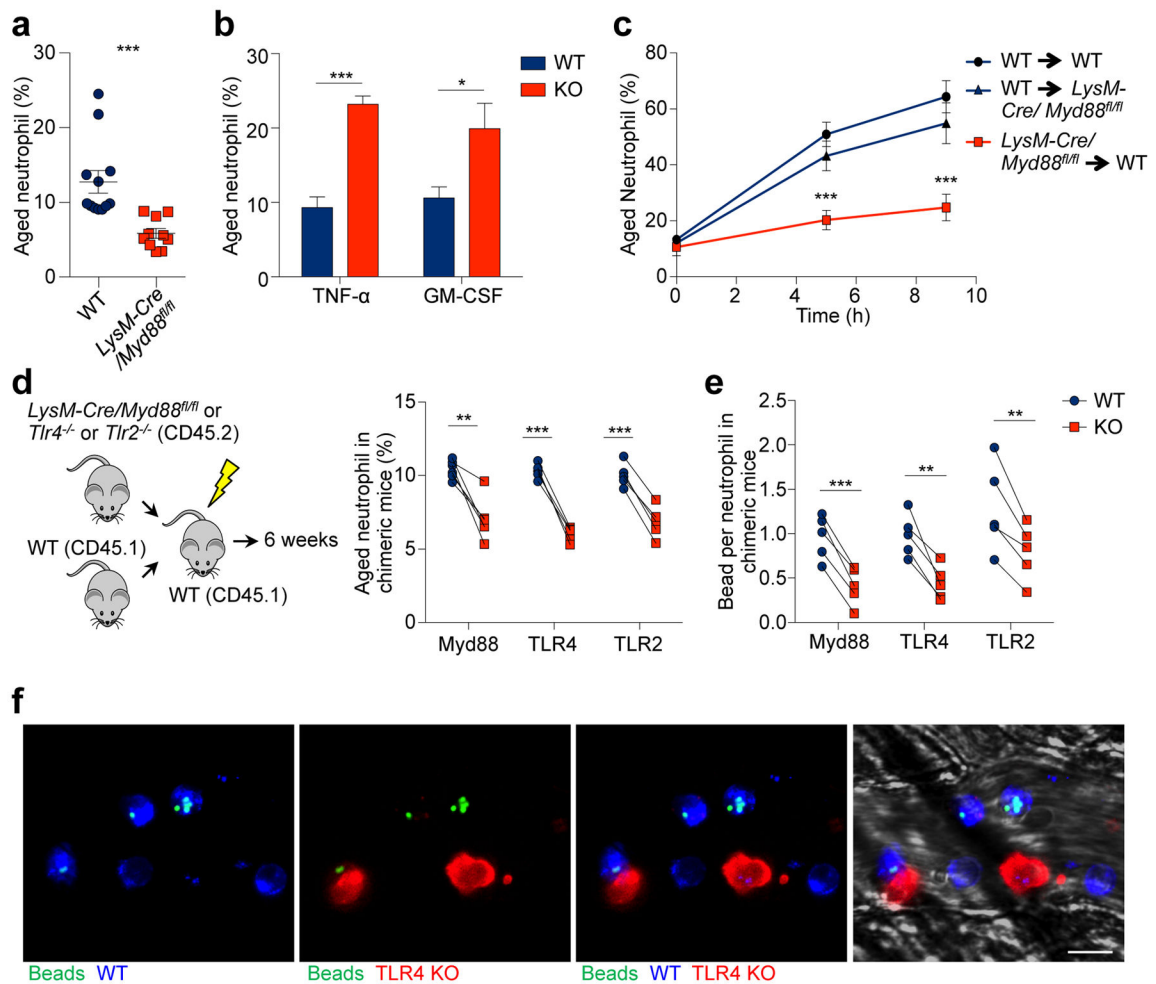 a
***
30
20
10
0
Aged neutrophil (%)
WT
LysM-Cre
/Myd88fl/fl
b
30
20
10
0
Aged neutrophil (%)
***
*
TNF-α
GM-CSF
WT
KO
c
80
60
40
20
0
Aged Neutrophil (%)
***
***
0 2 4 6 8 10
Time (h)
WT → WT
WT → LysM-
Cre/ Myd88fl/fl
LysM-Cre/
Myd88fl/fl → WT
d
LysM-Cre/Myd88fl/fl or
Tlr4-/- or Tlr2-/- (CD45.2)
WT (CD45.1)
6 weeks
WT (CD45.1)
15
10
5
0
Aged neutrophil in
chimeric mice (%)
** *** ***
Myd88 TLR4 TLR2
e
2.5
2.0
1.5
1.0
0.5
0.0
Bead per neutrophil in
chimeric mice
*** ** **
Myd88 TLR4 TLR2
WT
KO
f
Beads WT
Beads TLR4 KO
Beads WT TLR4 KO